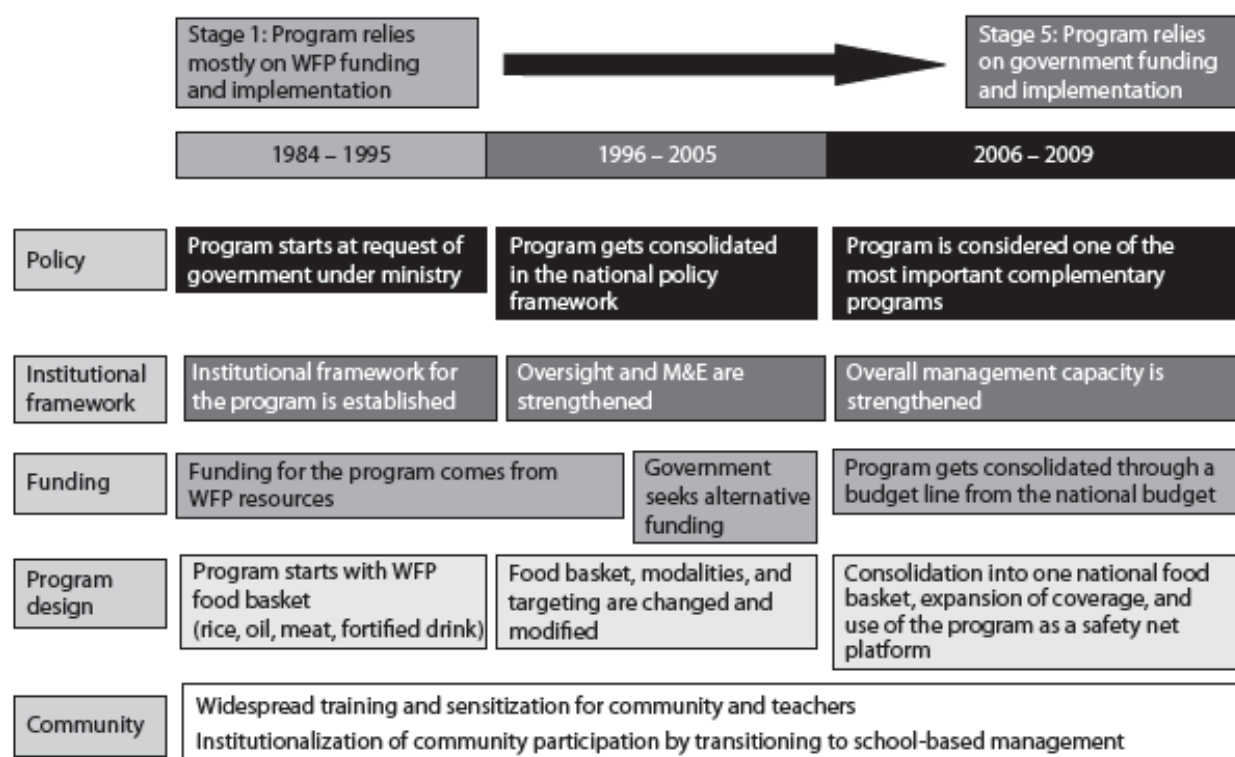 Stage 1: Program relies
mostly on WFP funding
and implementation
Stage 5: Program relies
on government funding
and implementation
1984 – 1995
1996 – 2005
2006 – 2009
Policy
Program starts at request of
government under ministry
Program gets consolidated
in the national policy
framework
Program is considered one of the
most important complementary
programs
Institutional
framework
Institutional framework for
the program is established
Oversight and M&E are
strengthened
Overall management capacity is
strengthened
Funding
Funding for the program comes from
WFP resources
Government
seeks alternative
funding
Program gets consolidated through a
budget line from the national budget
Program
design
Program starts with WFP
food basket
(rice, oil, meat, fortified drink)
Food basket, modalities, and
targeting are changed and
modified
Consolidation into one national food
basket, expansion of coverage, and
use of the program as a safety net
platform
Community
Widespread training and sensitization for community and teachers
Institutionalization of community participation by transitioning to school-based management